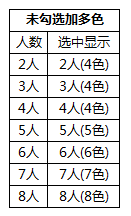 未勾选加多色
人数 选中显示
2人 2人(4色)
3人 3人(4色)
4人 4人(4色)
5人 5人(5色)
6人 6人(6色)
7人 7人(7色)
8人 8人(8色)